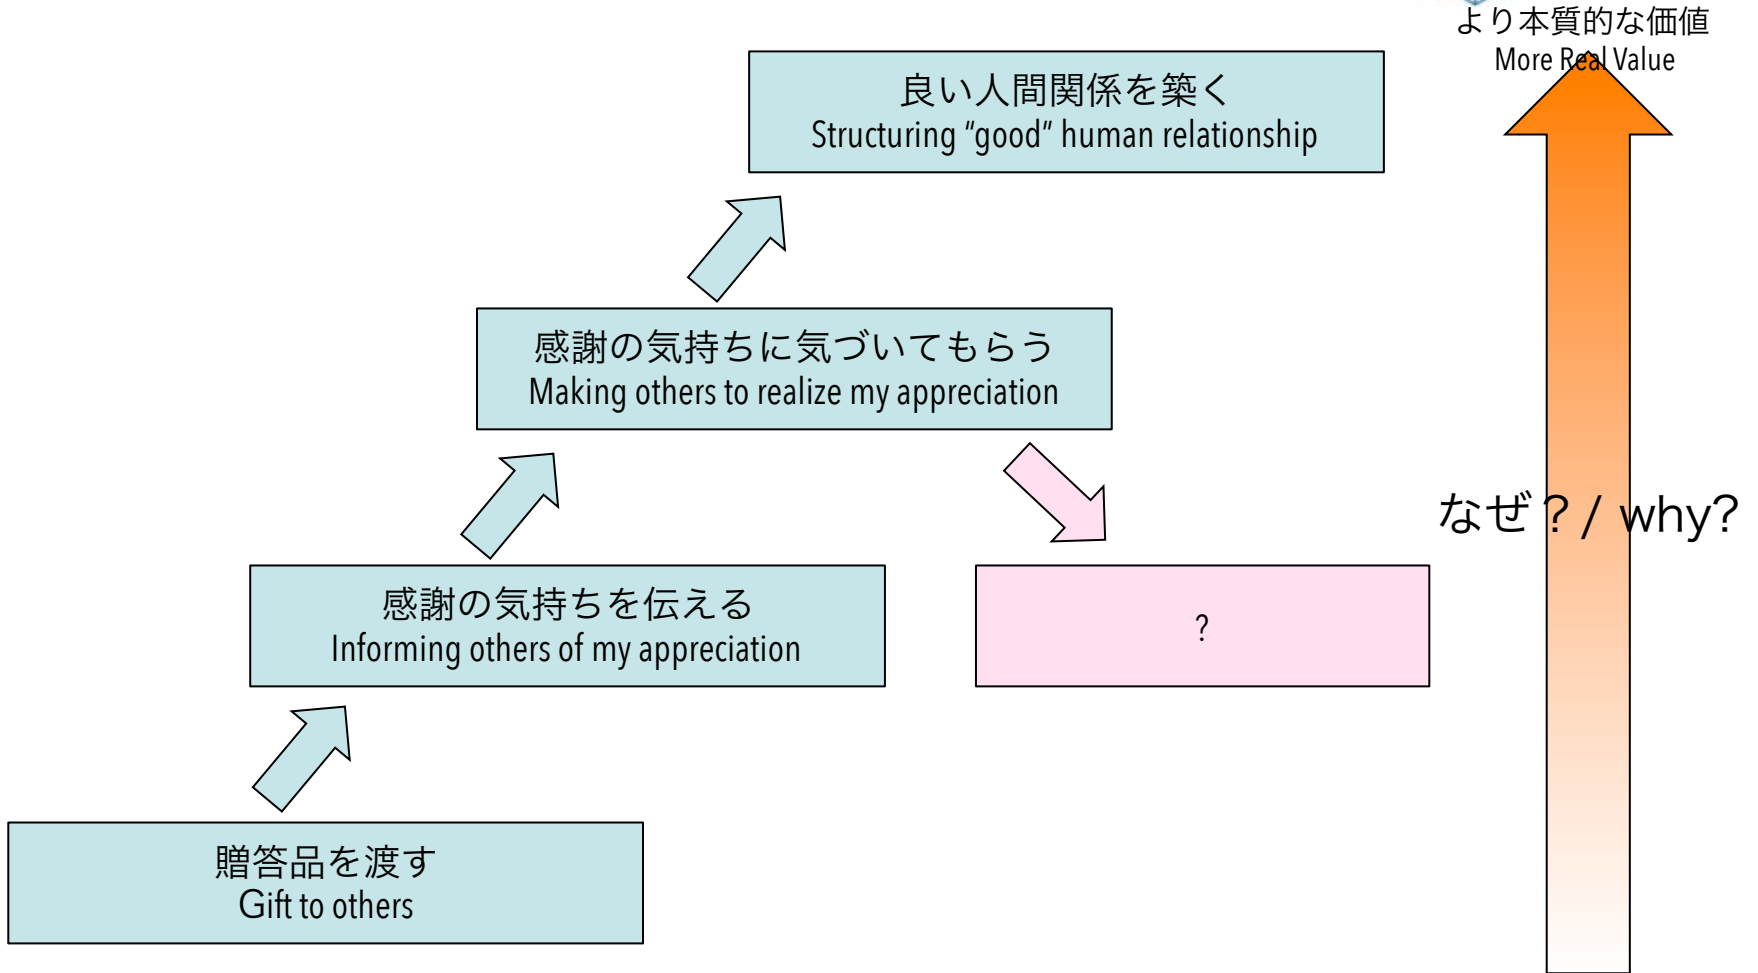 より本質的な価値
More Real Value
良い人間関係を築く
Structuring “good” human relationship
感謝の気持ちに気づいてもらう
Making others to realize my appreciation
なぜ？/ why?
感謝の気持ちを伝える
Informing others of my appreciation
?
贈答品を渡す
Gift to others